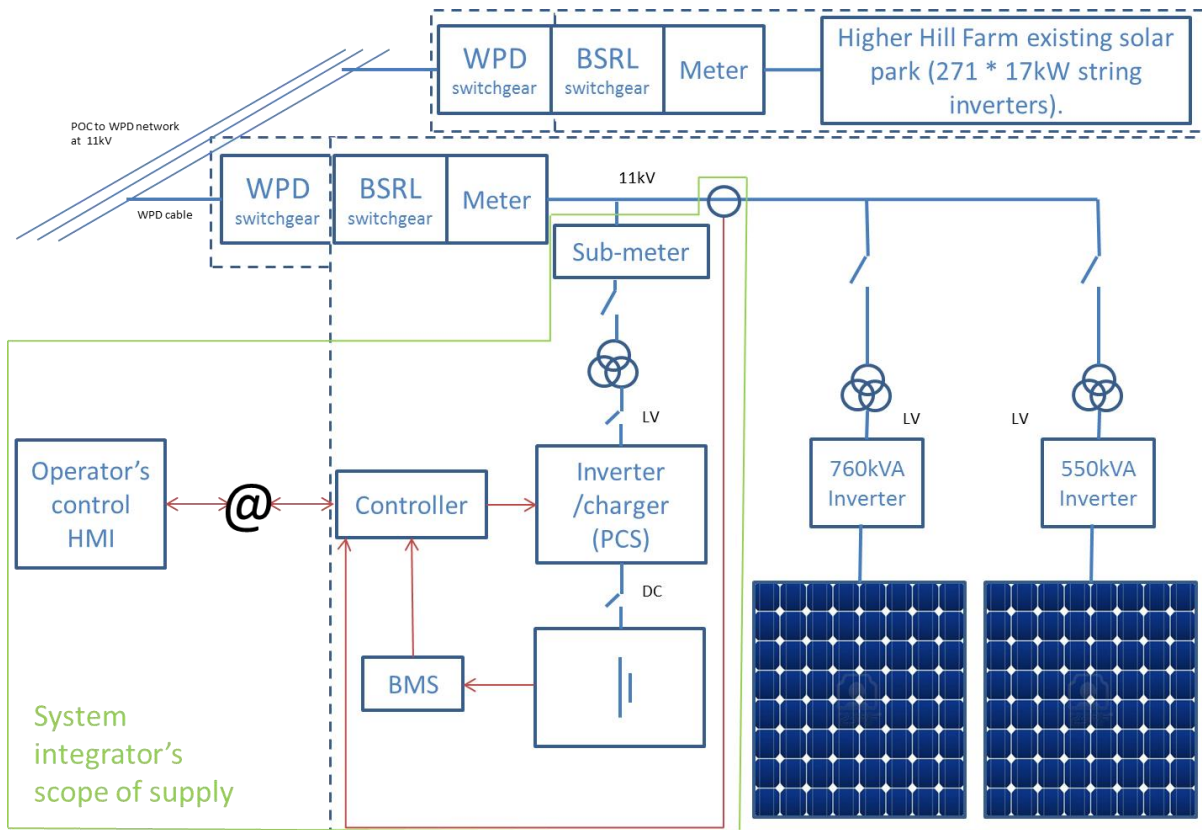 WPD
switchgear
BSRL
switchgear
Meter
Higher Hill Farm existing solar
park (271 * 17kW string
inverters).
POC to WPD network
at 11kV
WPD cable
WPD
switchgear
BSRL
switchgear
Meter
11kV
Sub-meter
LV
LV
LV
Operator’s
control
HMI
@
Controller
Inverter
/charger
(PCS)
760kVA
Inverter
550kVA
Inverter
DC
BMS
System
integrator’s
scope of supply